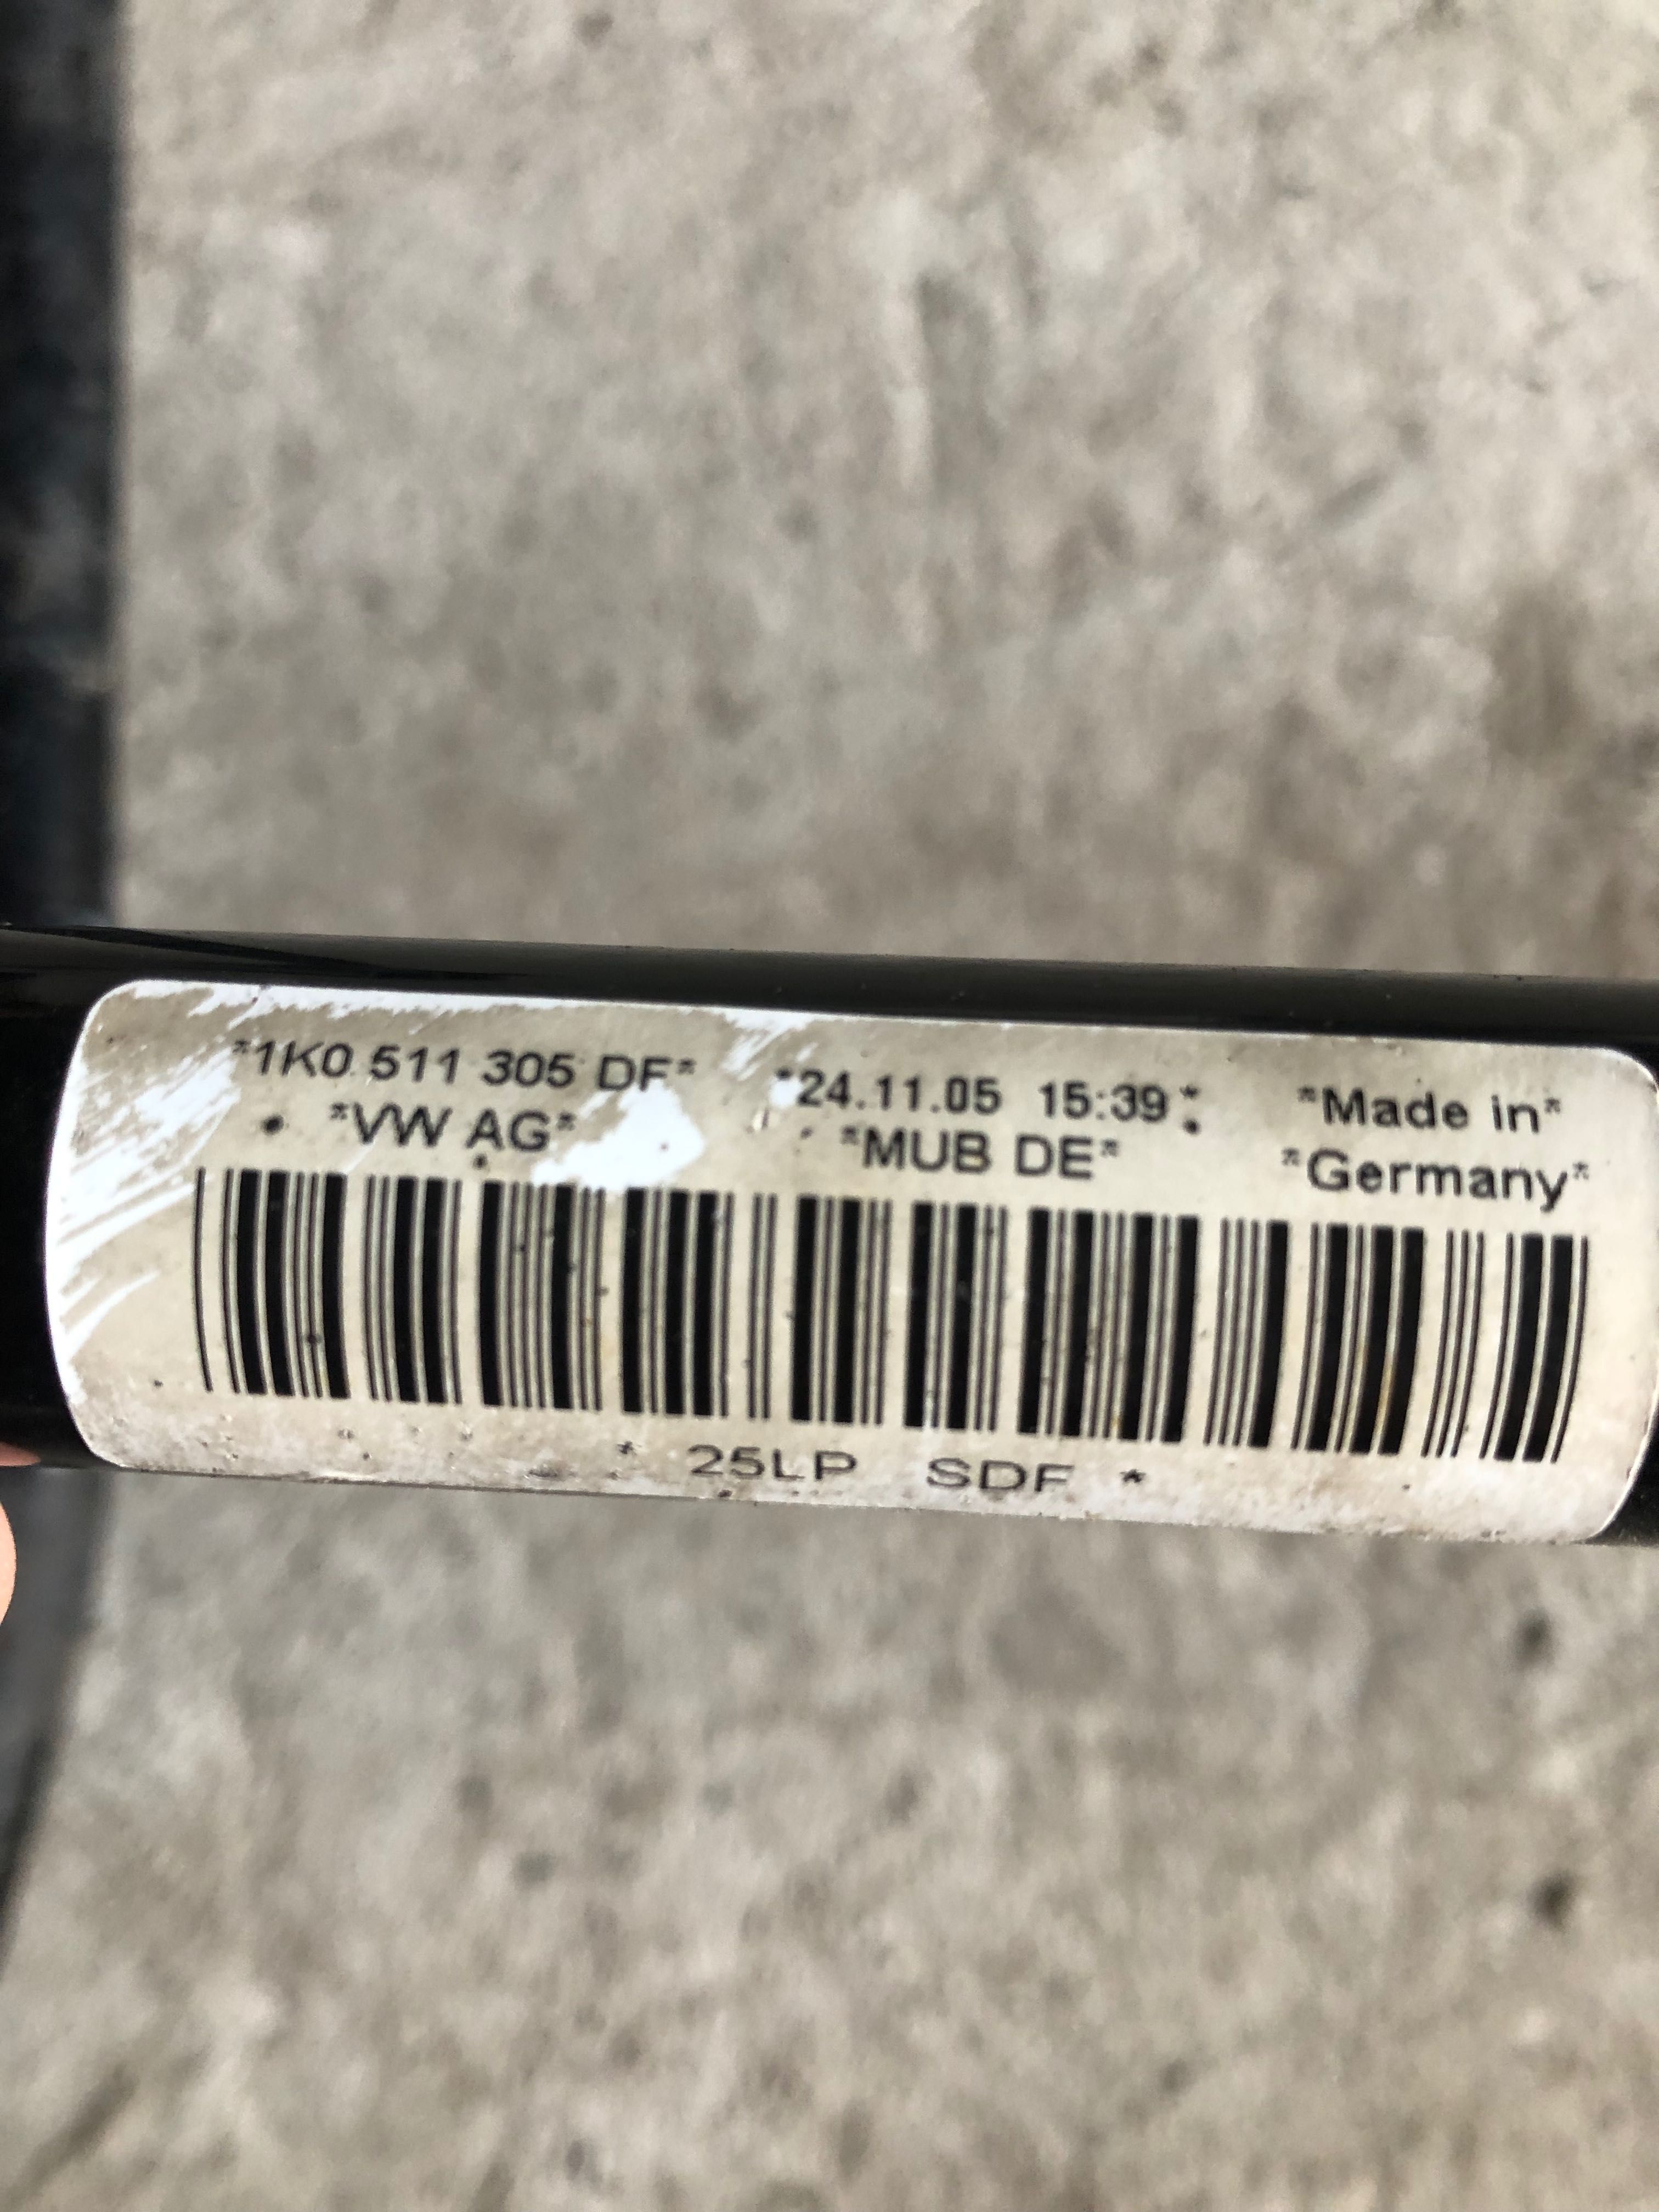 *1K0 511 305 DF* *24.11.05 15:39* *Made in*
*VW AG* *MUB DE* *Germany*
* 25LP SDF *